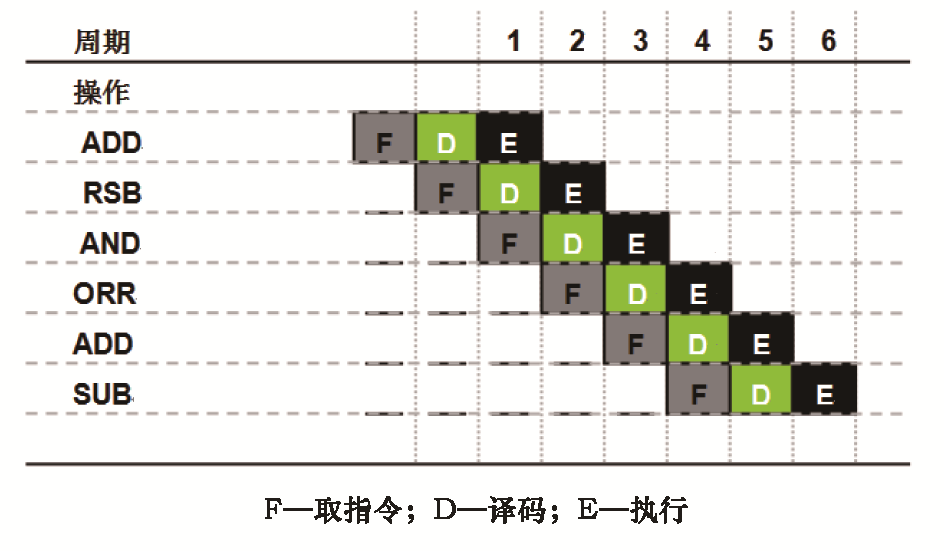 周期 1 2 3 4 5 6
操作
ADD F D E
RSB F D E
AND F D E
ORR F D E
ADD F D E
SUB F D E
F—取指令；D—译码；E—执行